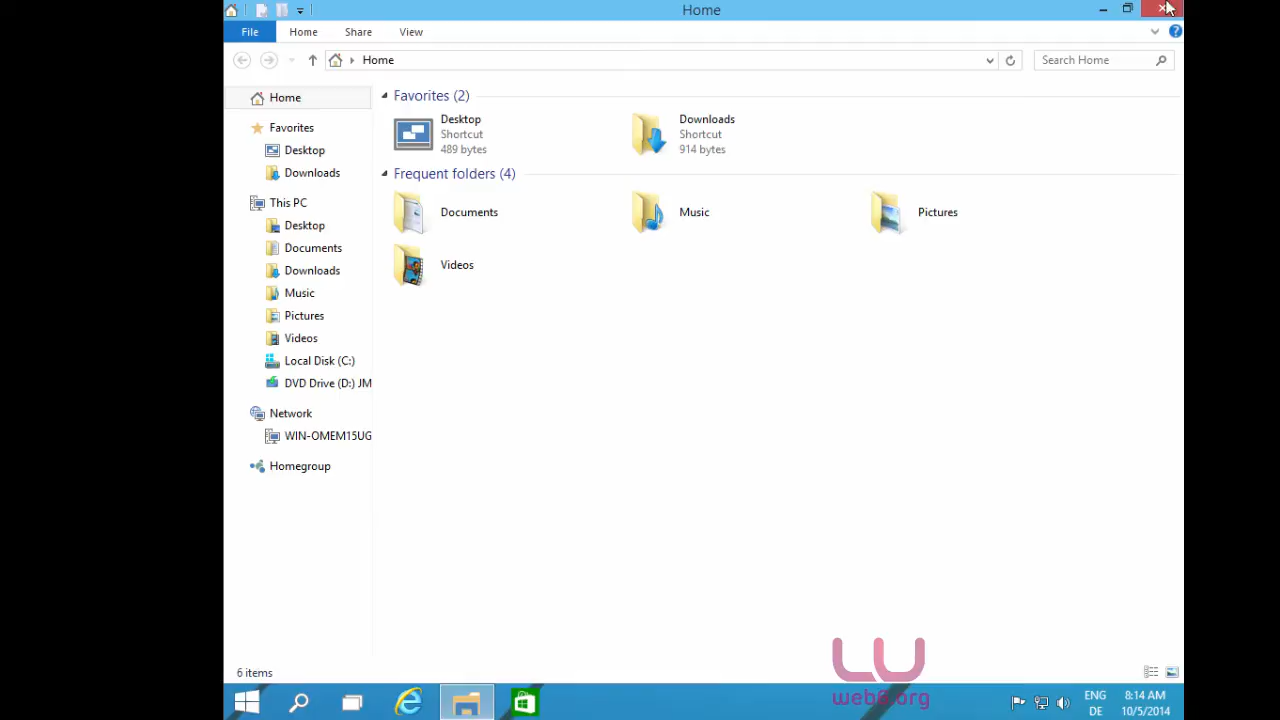 Home
File
Home
Share
View
Home
Search Home
Home
Favorites
Desktop
Downloads
This PC
Desktop
Documents
Downloads
Music
Pictures
Videos
Local Disk (C:)
DVD Drive (D:) JM
Network
WIN-OMEM15UG
Homegroup
Favorites (2)
Desktop
Shortcut
489 bytes
Downloads
Shortcut
914 bytes
Frequent folders (4)
Documents
Music
Pictures
Videos
6 items
web6.org
ENG
DE
8:14 AM
10/5/2014